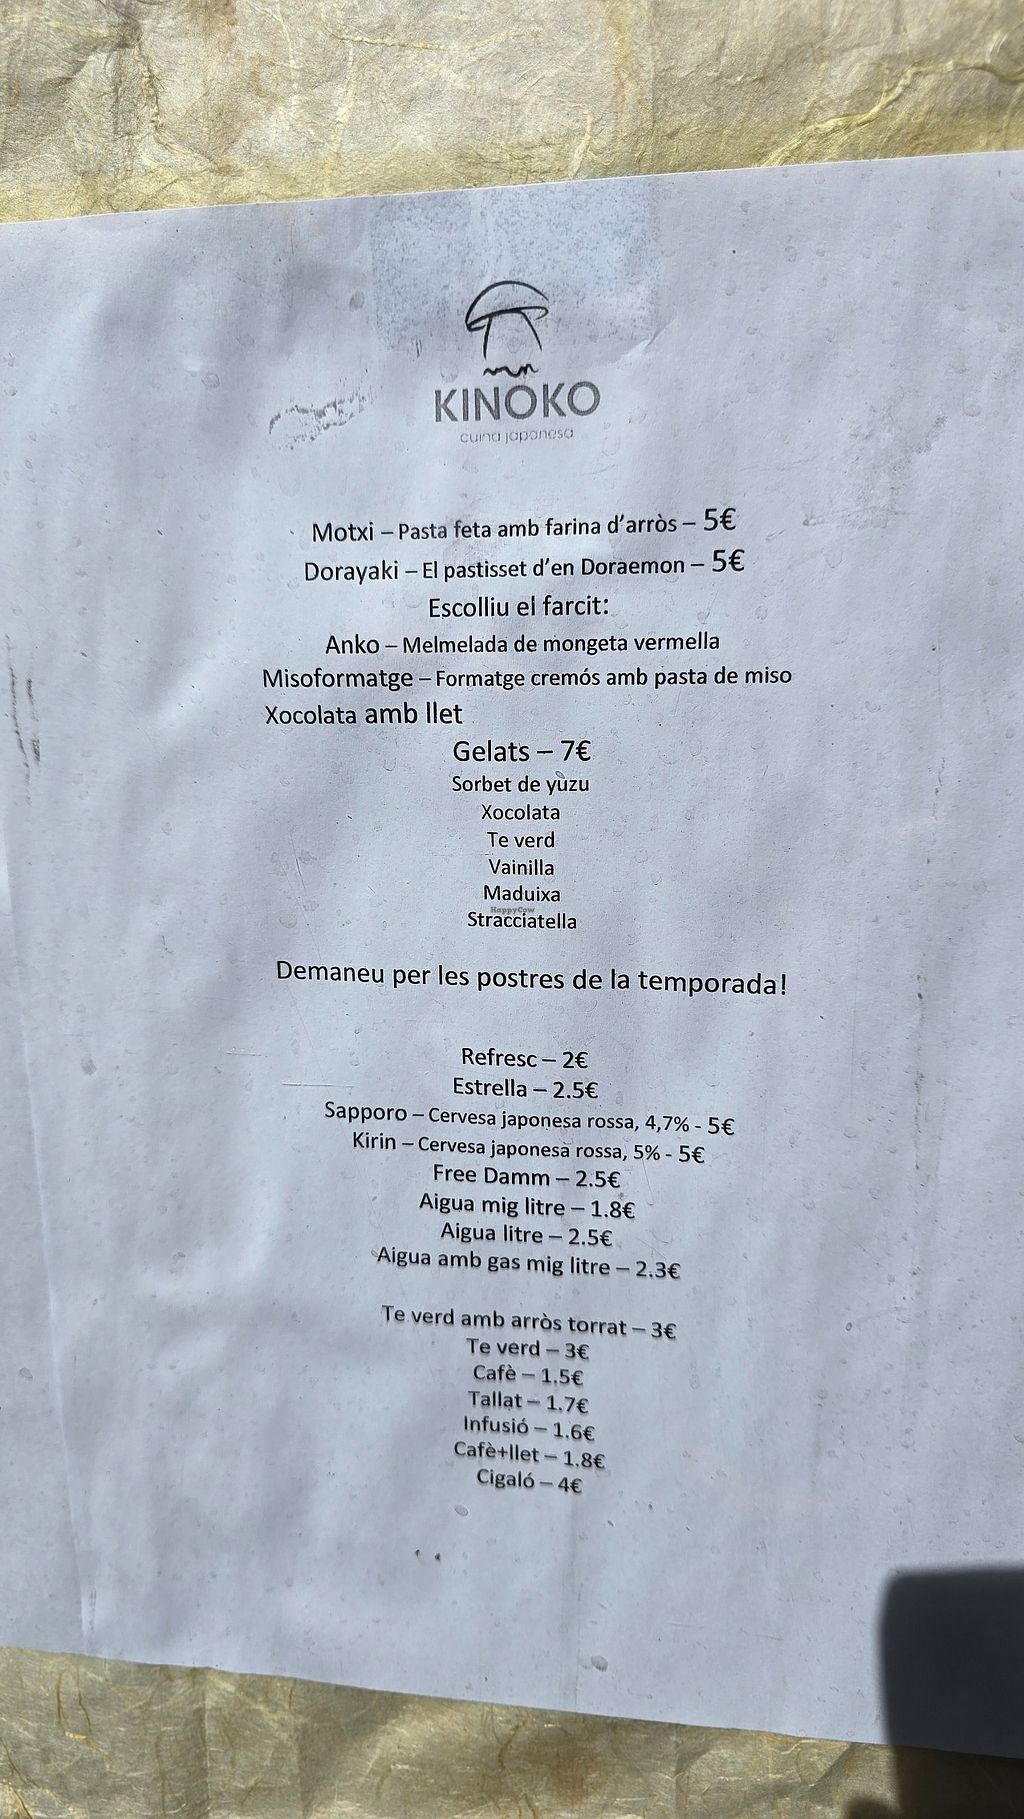 KINOKO
cuina japonesa
Motxi – Pasta feta amb farina d'arròs – 5€
Dorayaki – El pastisset d'en Doraemon – 5€
Escolliu el farcit:
Anko – Melmelada de mongeta vermella
Misoformatge – Formatge cremós amb pasta de miso
Xocolata amb llet
Gelats – 7€
Sorbet de yuzu
Xocolata
Te verd
Vainilla
Maduixa
HappyCow
Stracciatella
Demaneu per les postres de la temporada!
Refresc – 2€
Estrella – 2.5€
Sapporo – Cervesa japonesa rossa, 4,7% - 5€
Kirin – Cervesa japonesa rossa, 5% - 5€
Free Damm – 2.5€
Aigua mig litre – 1.8€
Aigua litre – 2.5€
Aigua amb gas mig litre – 2.3€
Te verd amb arròs torrat – 3€
Te verd – 3€
Cafè – 1.5€
Tallat – 1.7€
Infusió – 1.6€
Cafè+llet – 1.8€
Cigaló – 4€